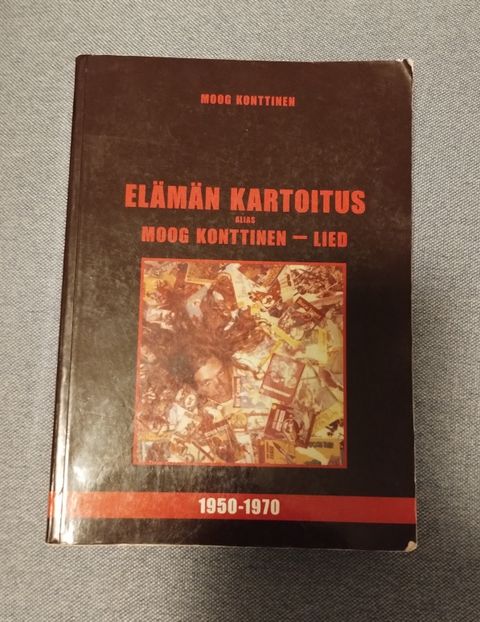 MOOG KONTTINEN
ELÄMÄN KARTOITUS
ALIAS
MOOG KONTTINEN — LIED
1950-1970